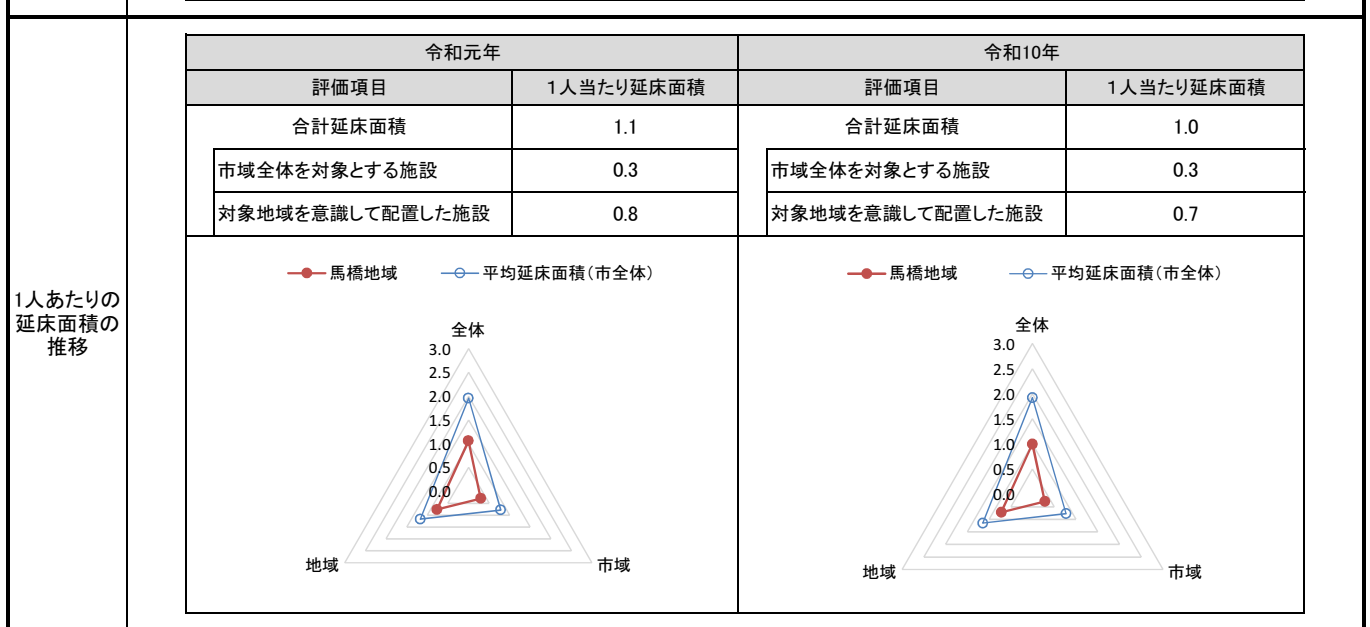 1人あたりの
延床面積の
推移
令和元年
令和10年
評価項目
1人当たり延床面積
評価項目
1人当たり延床面積
合計延床面積
1.1
合計延床面積
1.0
市域全体を対象とする施設
0.3
市域全体を対象とする施設
0.3
対象地域を意識して配置した施設
0.8
対象地域を意識して配置した施設
0.7
馬橋地域
平均延床面積(市全体)
全体
3.0
2.5
2.0
1.5
1.0
0.5
0.0
地域
市域
馬橋地域
平均延床面積(市全体)
全体
3.0
2.5
2.0
1.5
1.0
0.5
0.0
地域
市域